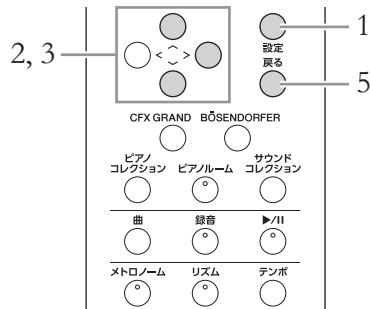 1
2, 3
設定
戻る
5
CFX GRAND BÖSENDORFER
ピアノ
コレクション
ピアノルーム
サウンド
コレクション
曲 録音 ▶/II
メトロノーム リズム テンポ